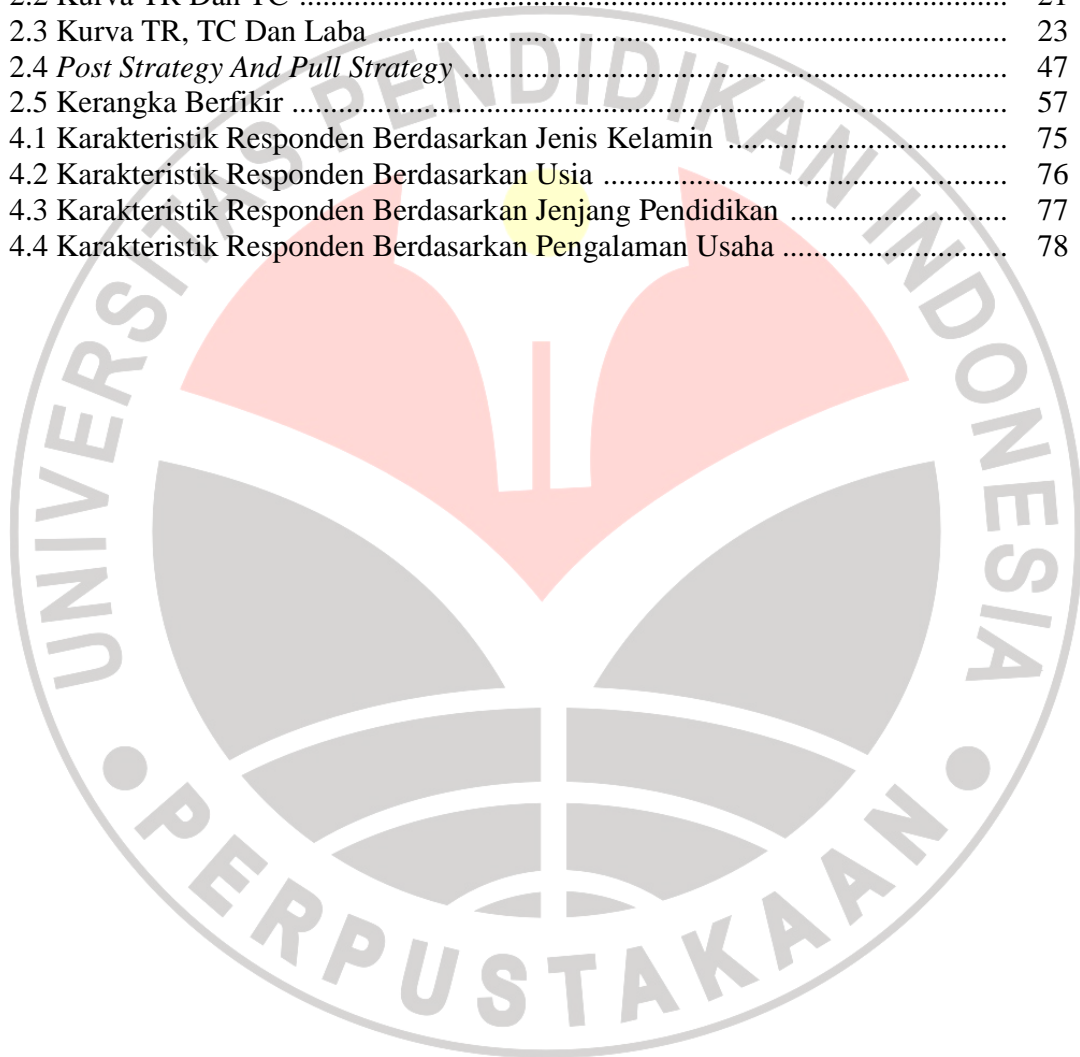 2.2 Kurva TR Dan TC ........................................................................ 21
2.3 Kurva TR, TC Dan Laba ........................................................................ 23
2.4 Post Strategy And Pull Strategy ........................................................................ 47
2.5 Kerangka Berfikir ........................................................................ 57
4.1 Karakteristik Responden Berdasarkan Jenis Kelamin .................................... 75
4.2 Karakteristik Responden Berdasarkan Usia .................................................... 76
4.3 Karakteristik Responden Berdasarkan Jenjang Pendidikan ............................ 77
4.4 Karakteristik Responden Berdasarkan Pengalaman Usaha ............................. 78
UNIVERSITAS PENDIDIKAN INDONESIA
PERPUSTAKAAN